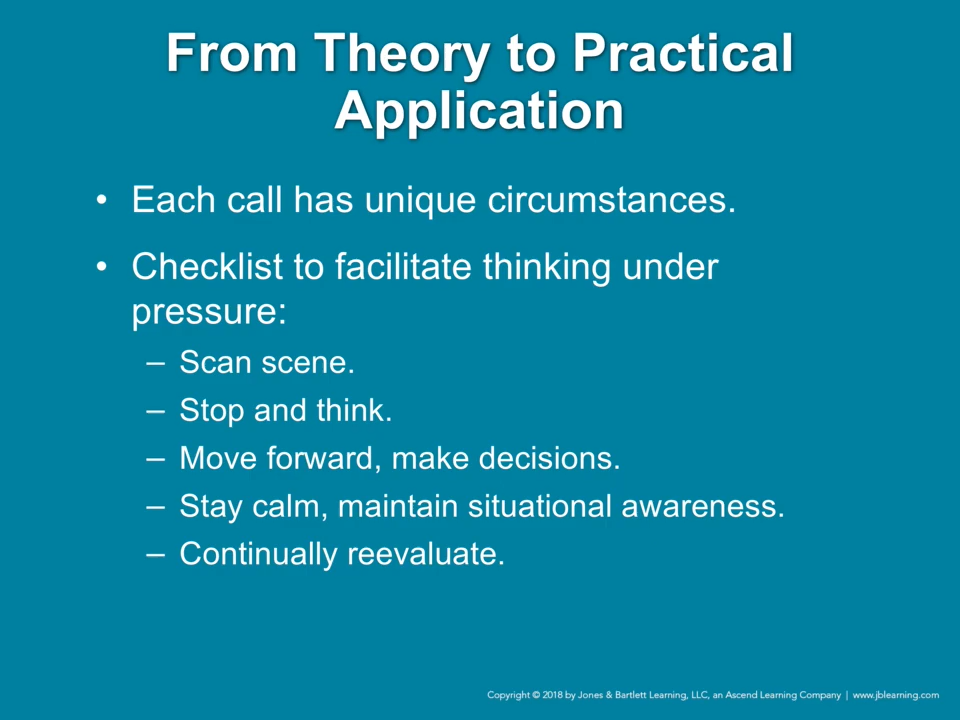 From Theory to Practical
Application
• Each call has unique circumstances.
• Checklist to facilitate thinking under
pressure:
– Scan scene.
– Stop and think.
– Move forward, make decisions.
– Stay calm, maintain situational awareness.
– Continually reevaluate.
Copyright © 2018 by Jones & Bartlett Learning, LLC, an Ascend Learning Company | www.jblearning.com